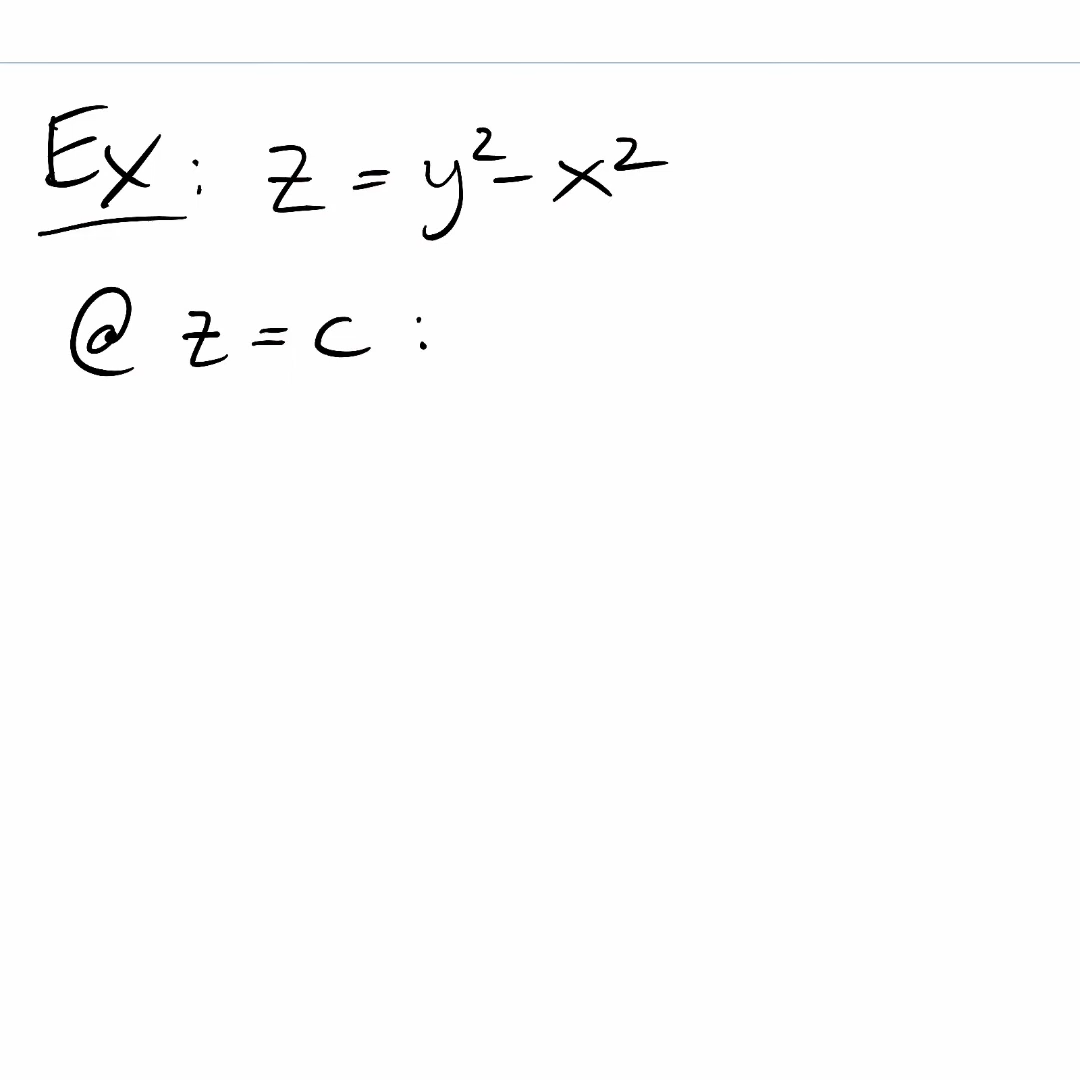 Ex: z = y² - x²
@ z = c :